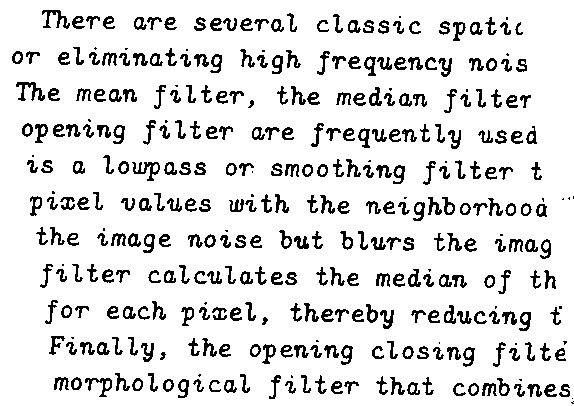 There are several classic spatic
or eliminating high frequency nois
The mean filter, the median filter
opening filter are frequently used
is a lowpass or smoothing filter t
pixel values with the neighborhood
the image noise but blurs the imag
filter calculates the median of th
for each pixel, thereby reducing t
Finally, the opening closing filte
morphological filter that combines